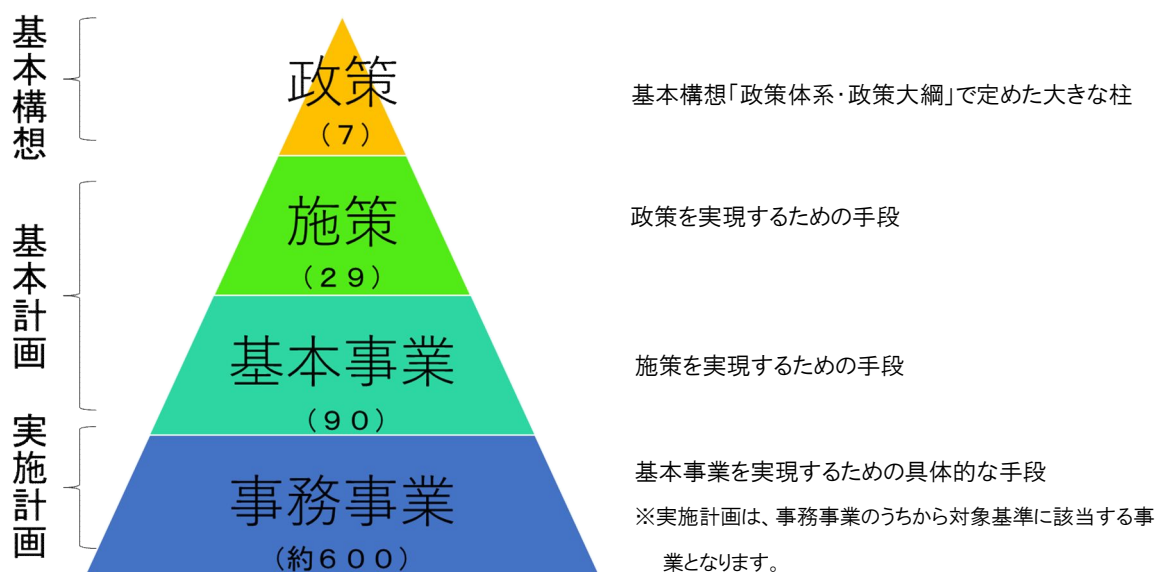 基本構想
政策
（７）
基本構想「政策体系・政策大綱」で定めた大きな柱
基本計画
施策
（２９）
政策を実現するための手段
基本事業
（９０）
施策を実現するための手段
実施計画
事務事業
（約６００）
基本事業を実現するための具体的な手段
※実施計画は、事務事業のうちから対象基準に該当する事
業となります。